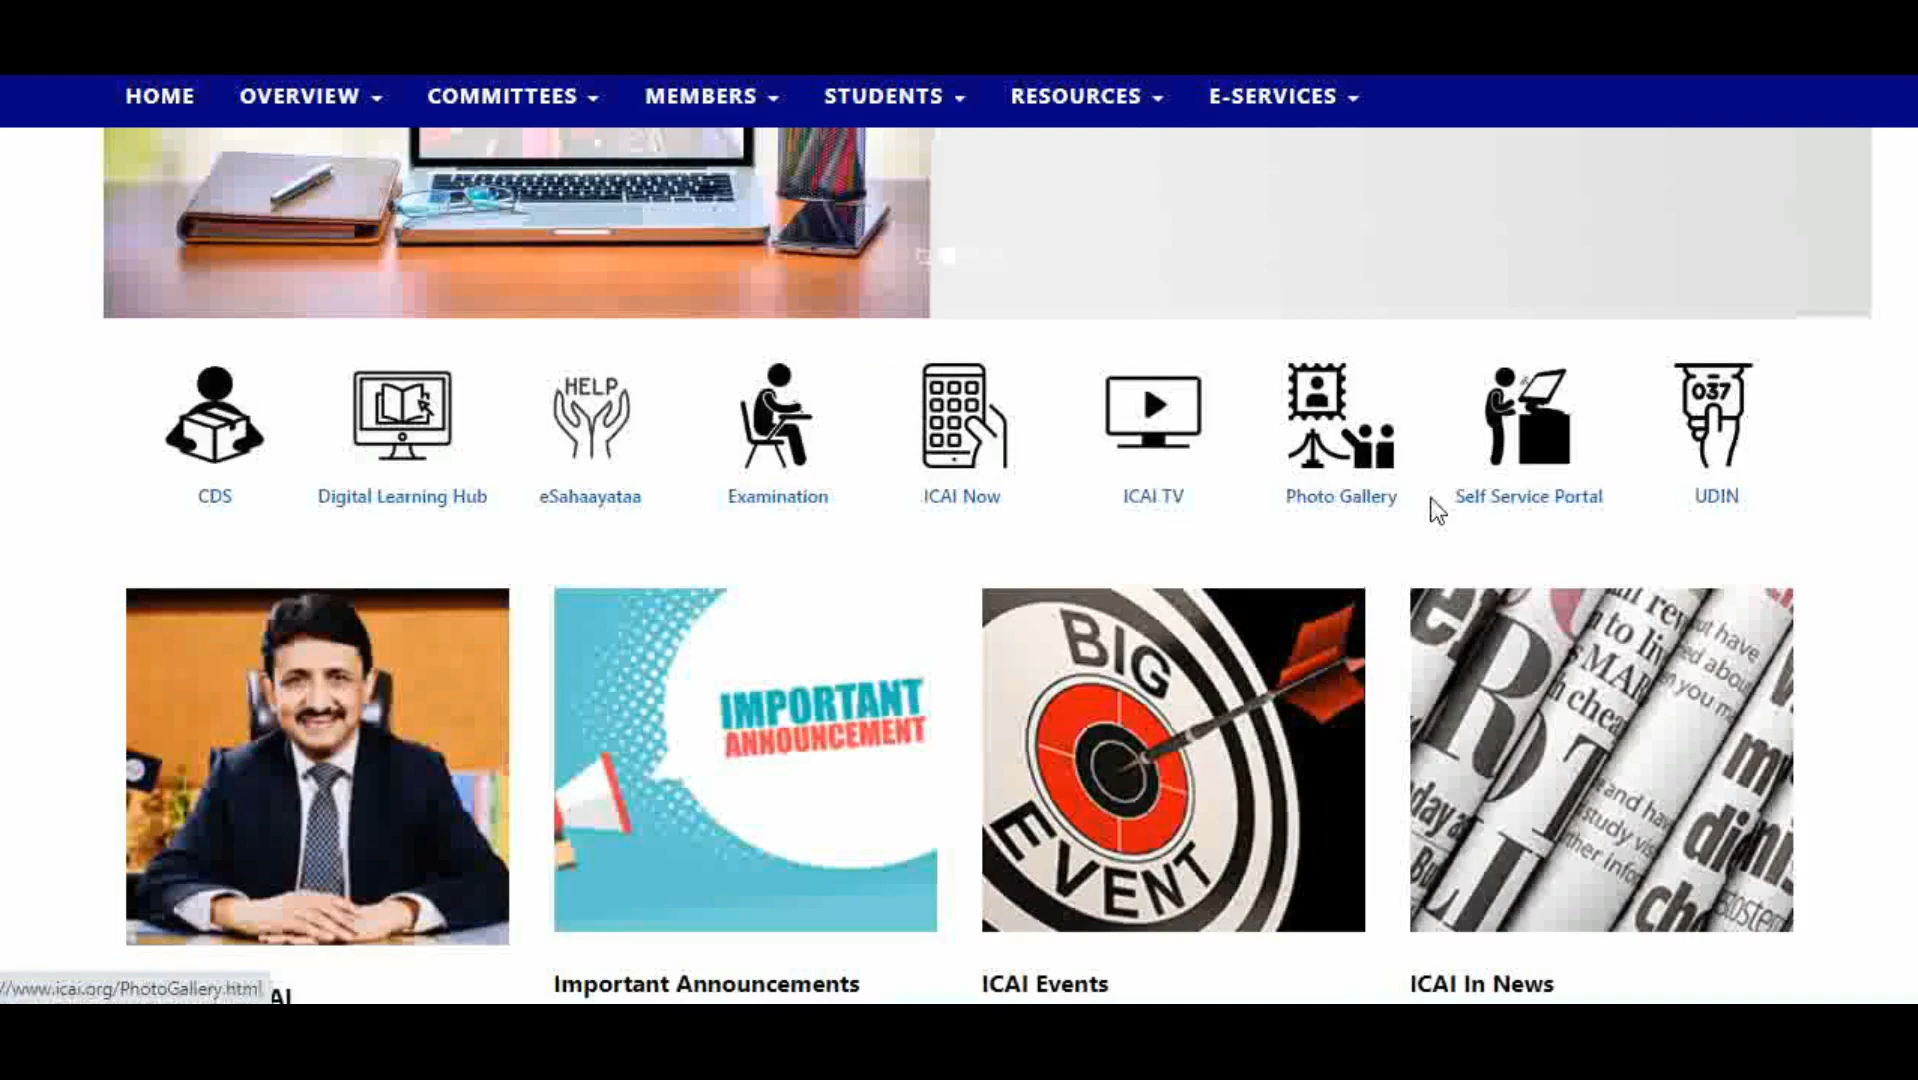 HOME OVERVIEW COMMITTEES MEMBERS STUDENTS RESOURCES E-SERVICES
HELP
037
CDS Digital Learning Hub eSahaayataa Examination ICAI Now ICAI TV Photo Gallery Self Service Portal UDIN
IMPORTANT
ANNOUNCEMENT
BIG
EVENT
Important Announcements ICAI Events ICAI In News
//www.icai.org/PhotoGallery.html